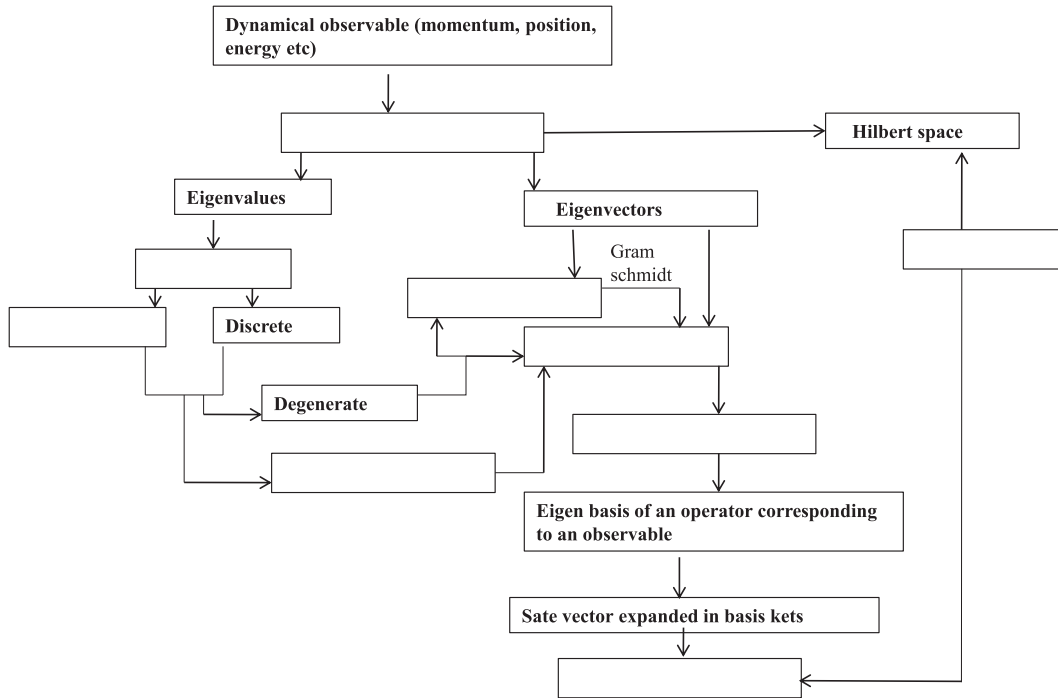 Dynamical observable (momentum, position,
energy etc)
Hilbert space
Eigenvalues
Eigenvectors
Gram
schmidt
Discrete
Degenerate
Eigen basis of an operator corresponding
to an observable
Sate vector expanded in basis kets